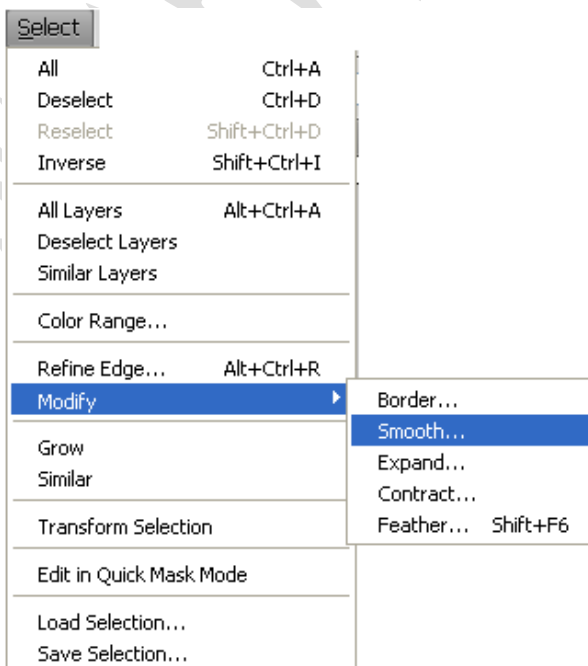 Select
All Ctrl+A
Deselect Ctrl+D
Reselect Shift+Ctrl+D
Inverse Shift+Ctrl+I
All Layers Alt+Ctrl+A
Deselect Layers
Similar Layers
Color Range...
Refine Edge... Alt+Ctrl+R
Modify
Border...
Smooth...
Expand...
Contract...
Feather... Shift+F6
Grow
Similar
Transform Selection
Edit in Quick Mask Mode
Load Selection...
Save Selection...